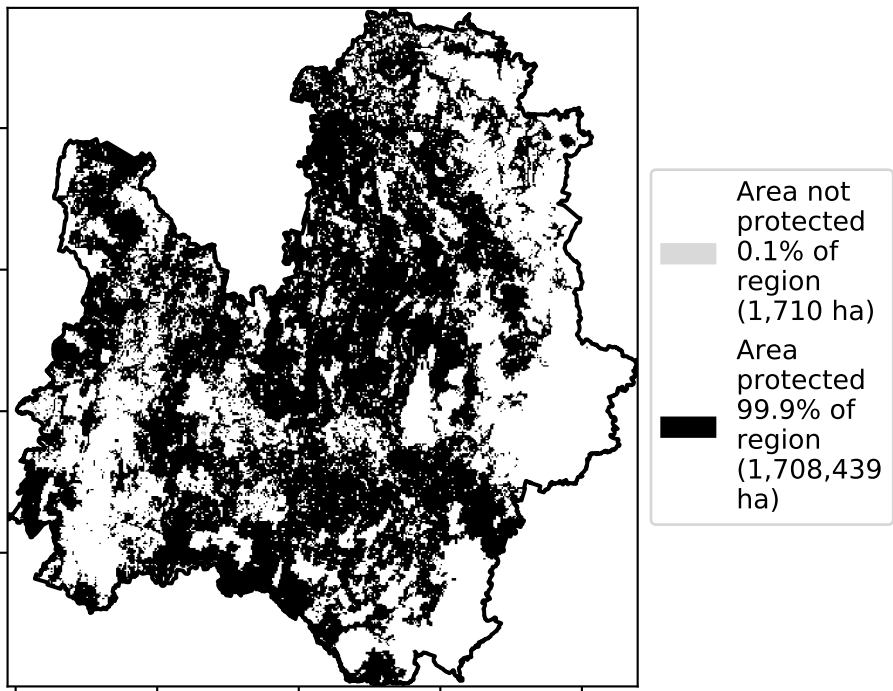 Area not
protected
0.1% of
region
(1,710 ha)
Area
protected
99.9% of
region
(1,708,439
ha)